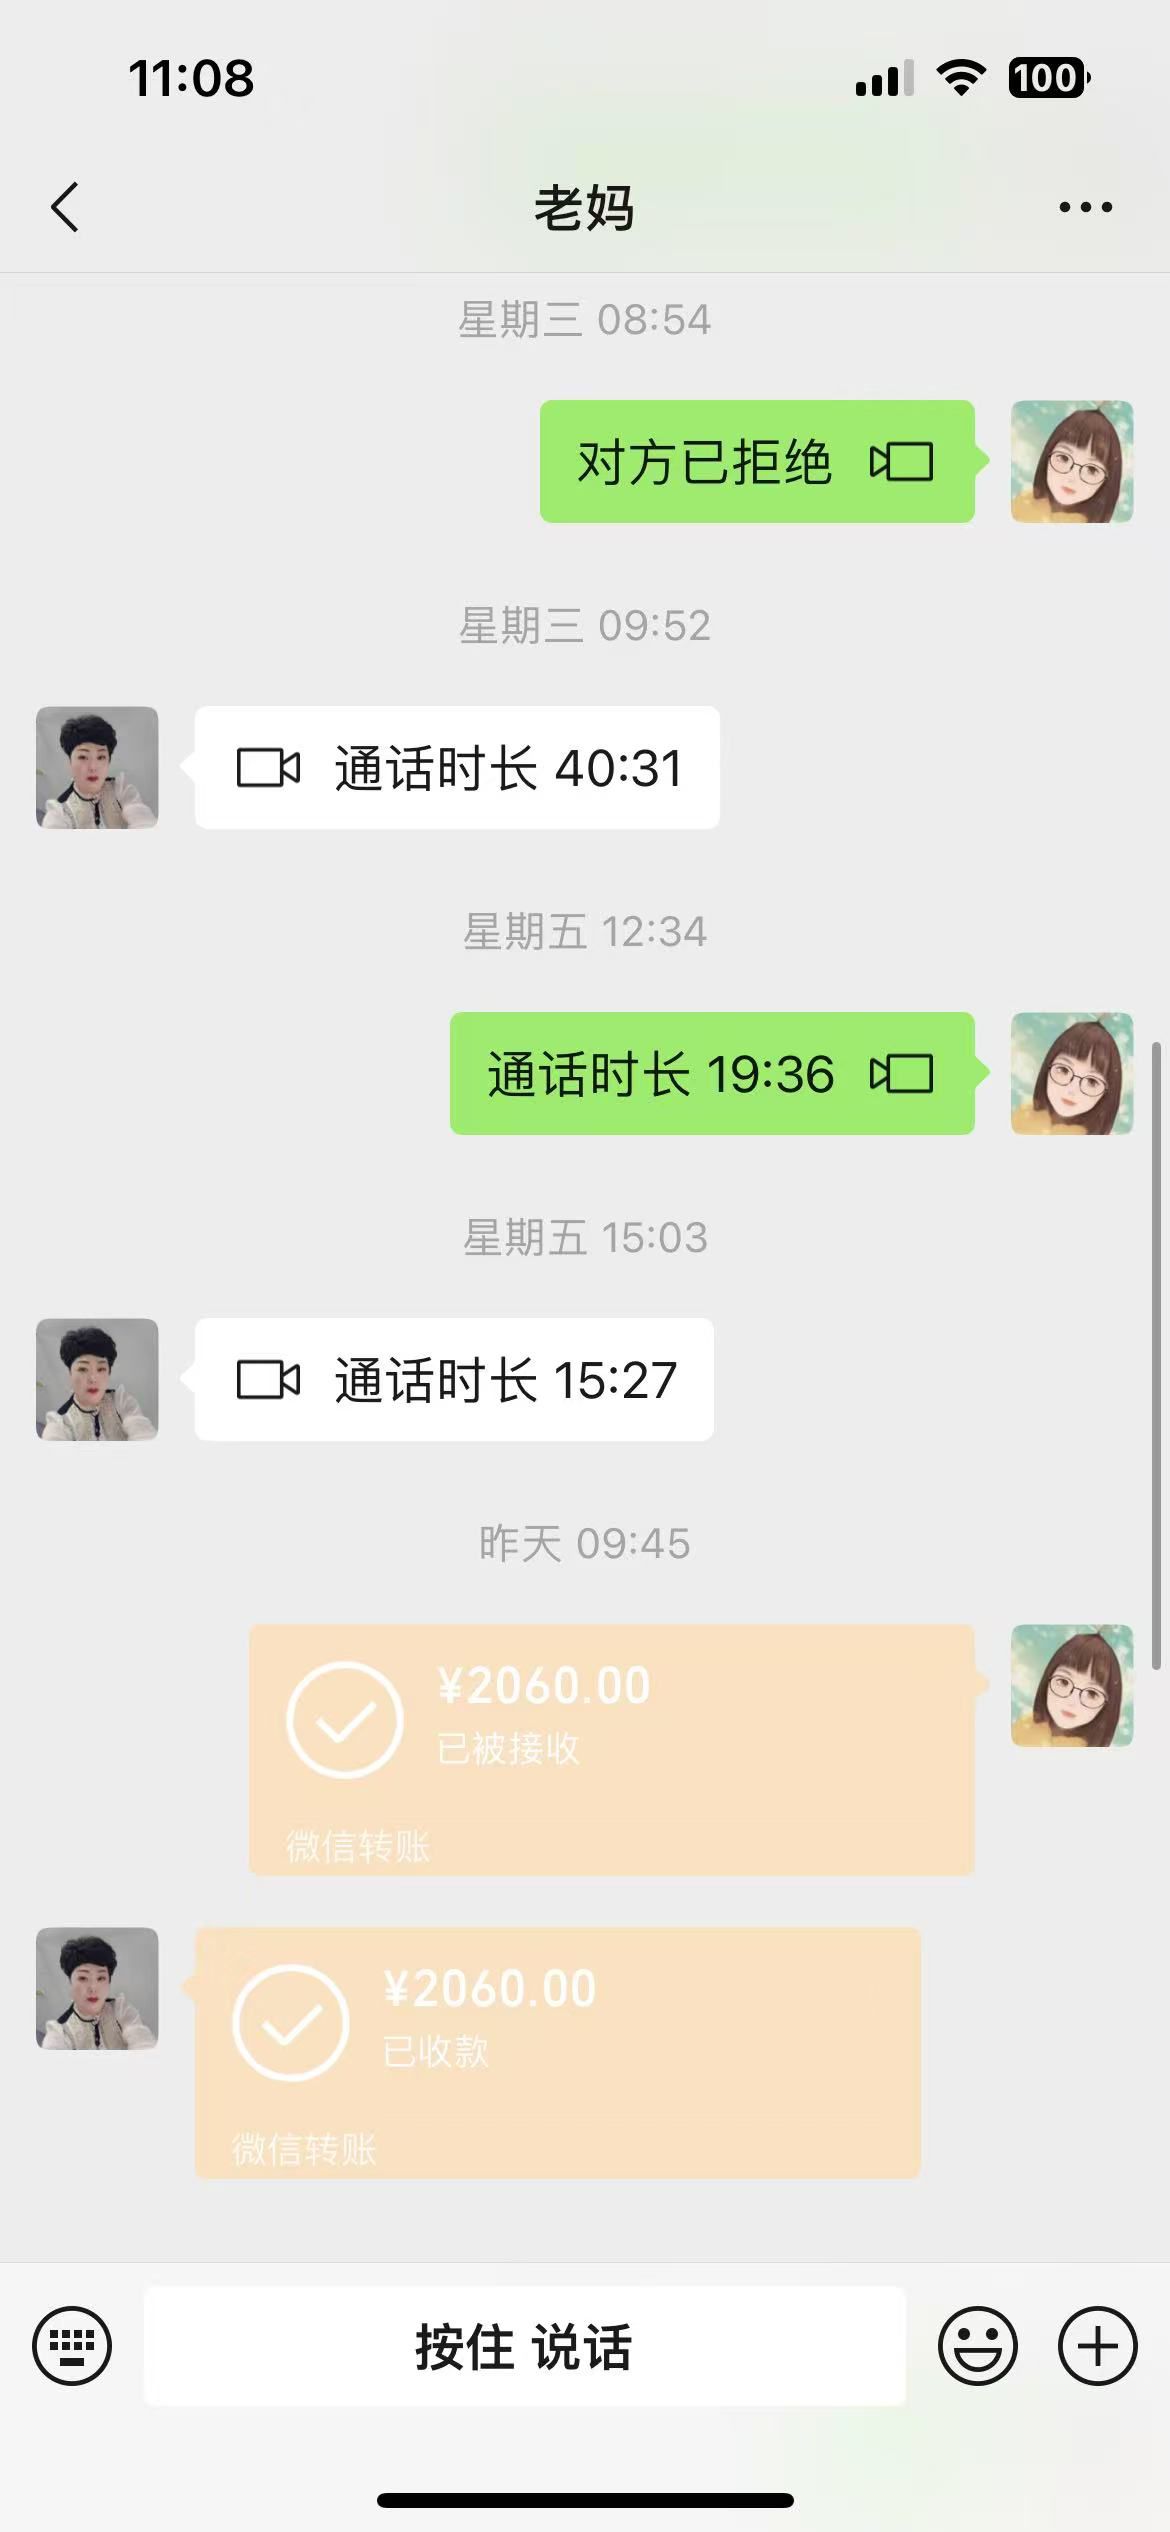 11:08
100
老妈
星期三 08:54
对方已拒绝
星期三 09:52
通话时长 40:31
星期五 12:34
通话时长 19:36
星期五 15:03
通话时长 15:27
昨天 09:45
¥2060.00
已被接收
微信转账
¥2060.00
已收款
微信转账
按住 说话